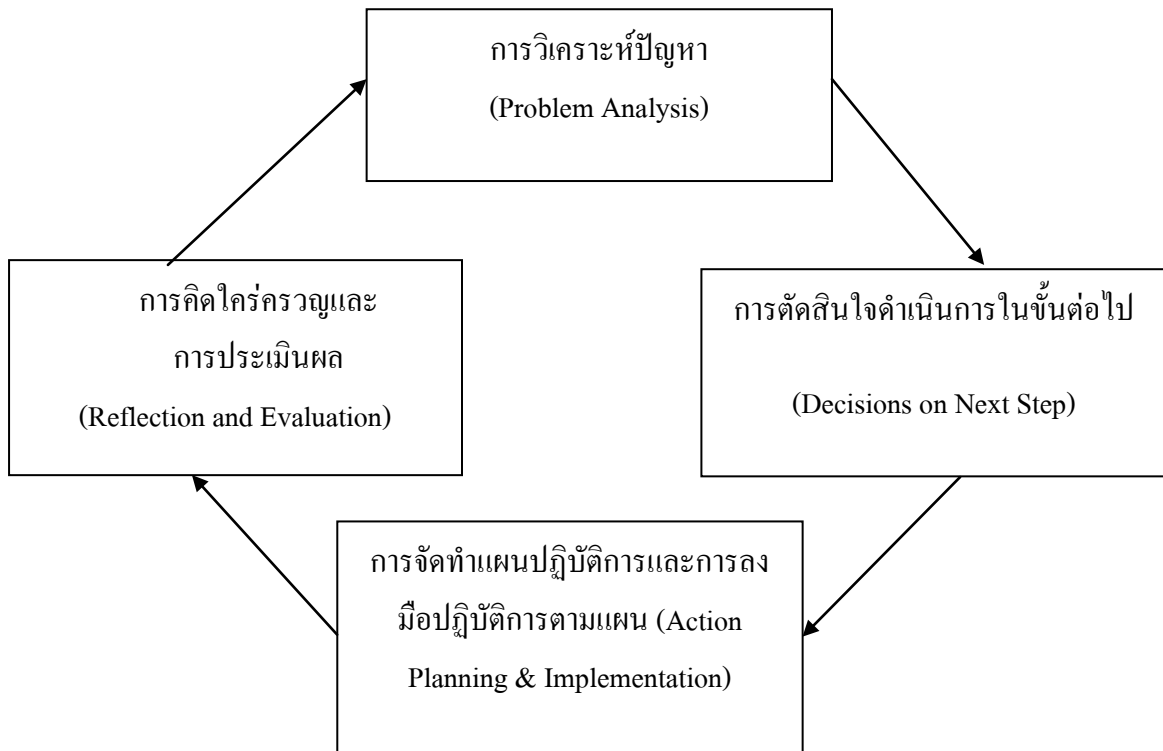 การวิเคราะห์ปัญหา
(Problem Analysis)
การคิดใคร่ครวญและ
การประเมินผล
(Reflection and Evaluation)
การตัดสินใจดำเนินการในขั้นต่อไป
(Decisions on Next Step)
การจัดทำแผนปฏิบัติการและการลง
มือปฏิบัติการตามแผน (Action
Planning & Implementation)